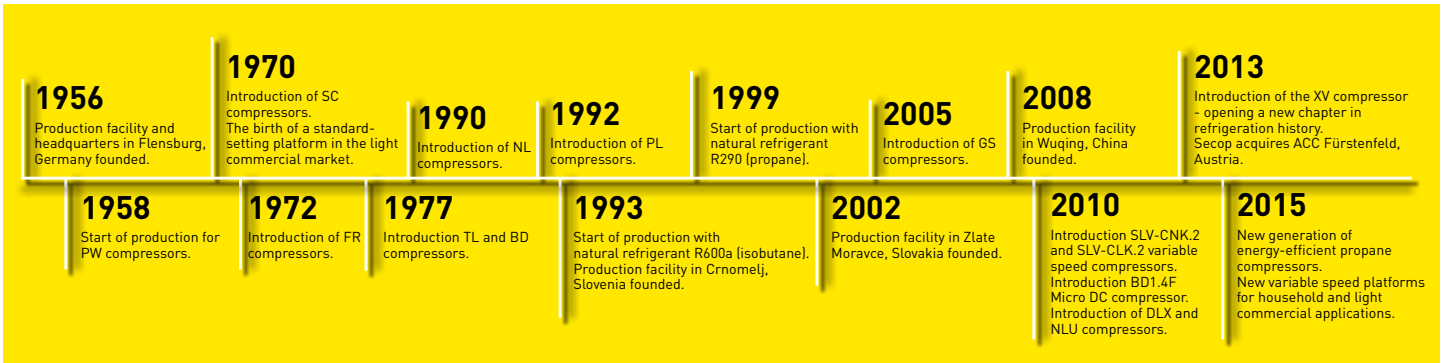 1956
Production facility and
headquarters in Flensburg,
Germany founded.
1958
Start of production for
PW compressors.
1970
Introduction of SC
compressors.
The birth of a standard-
setting platform in the light
commercial market.
1972
Introduction of FR
compressors.
1977
Introduction TL and BD
compressors.
1990
Introduction of NL
compressors.
1992
Introduction of PL
compressors.
1993
Start of production with
natural refrigerant R600a (isobutane).
Production facility in Crnomelj,
Slovenia founded.
1999
Start of production with
natural refrigerant
R290 (propane).
2002
Production facility in Zlate
Moravce, Slovakia founded.
2005
Introduction of GS
compressors.
2008
Production facility
in Wuqing, China
founded.
2010
Introduction SLV-CNK.2
and SLV-CLK.2 variable
speed compressors.
Introduction BD1.4F
Micro DC compressor.
Introduction of DLX and
NLU compressors.
2013
Introduction of the XV compressor
- opening a new chapter in
refrigeration history.
Secop acquires ACC Fürstenfeld,
Austria.
2015
New generation of
energy-efficient propane
compressors.
New variable speed platforms
for household and light
commercial applications.